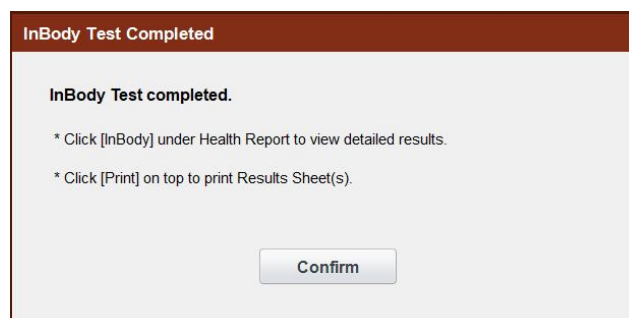 InBody Test Completed
InBody Test completed.
* Click [InBody] under Health Report to view detailed results.
* Click [Print] on top to print Results Sheet(s).
Confirm